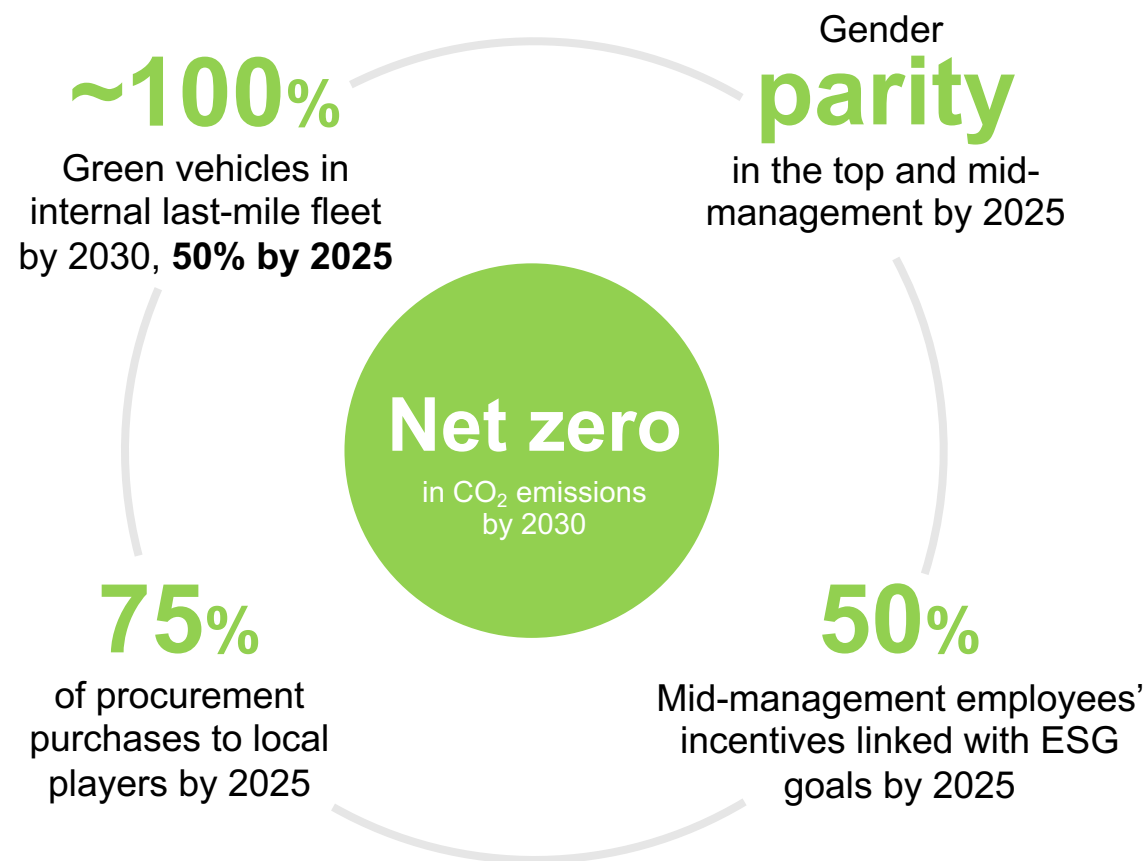 ~100%
Green vehicles in
internal last-mile fleet
by 2030, 50% by 2025
Gender
parity
in the top and mid-
management by 2025
Net zero
in CO₂ emissions
by 2030
75%
of procurement
purchases to local
players by 2025
50%
Mid-management employees’
incentives linked with ESG
goals by 2025